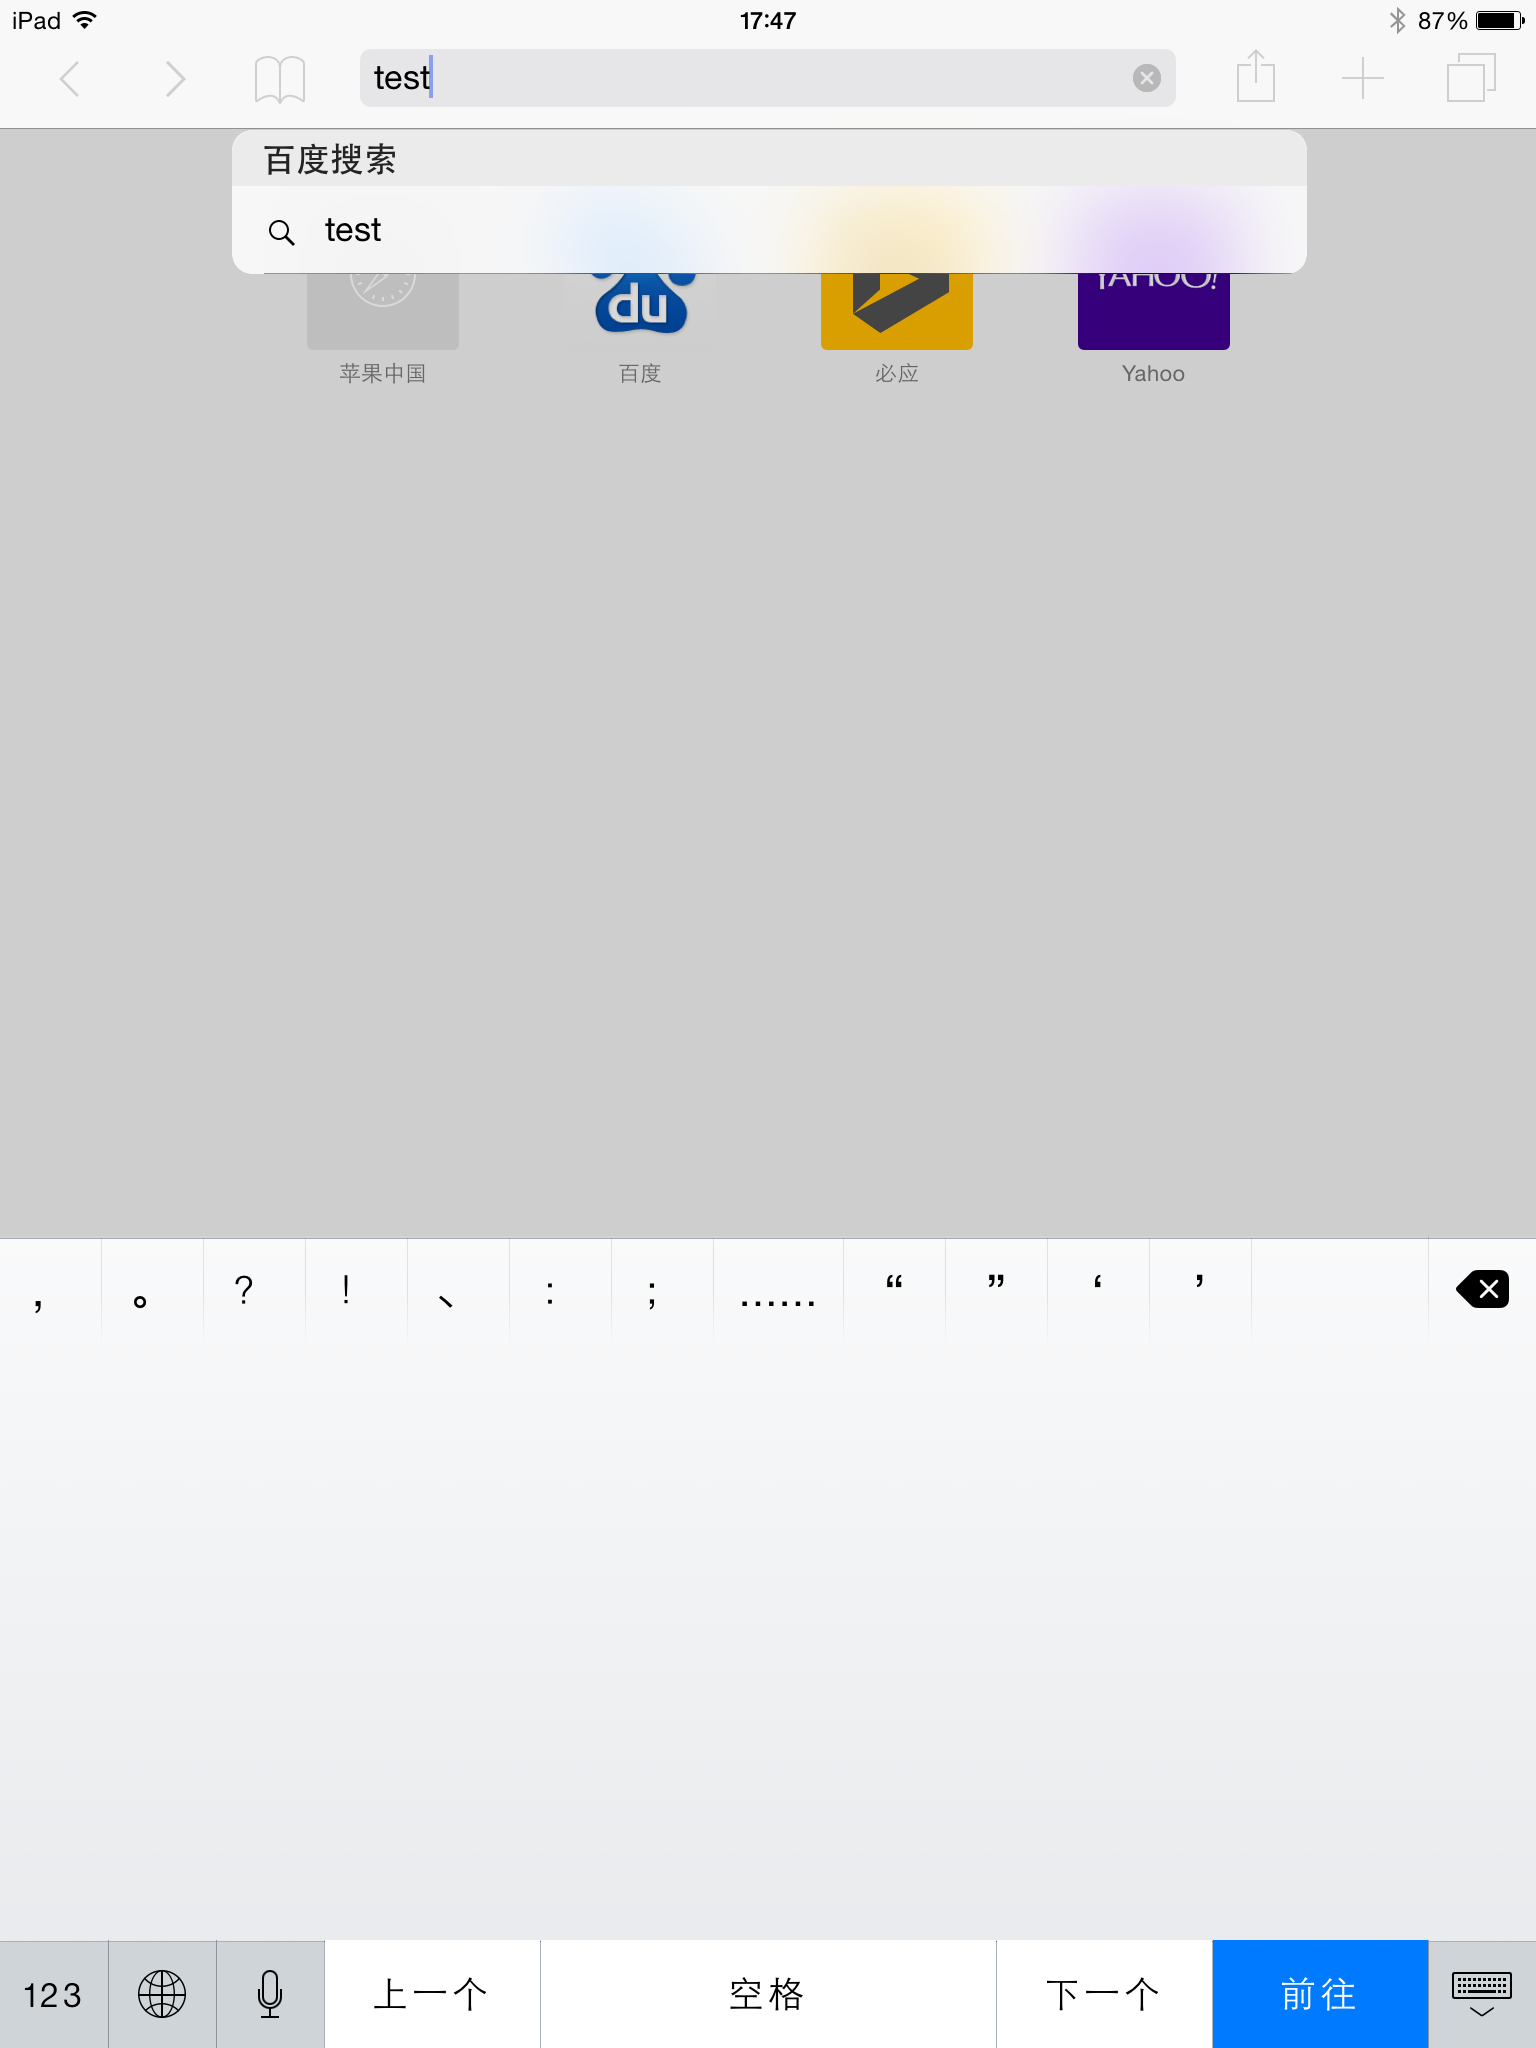 iPad 17:47 87%
test
百度搜索
test
du YAHOO!
苹果中国 百度 必应 Yahoo
， 。 ？ ！ 、 ： ； …… “ ” ‘ ’
123 上一个 空格 下一个 前往